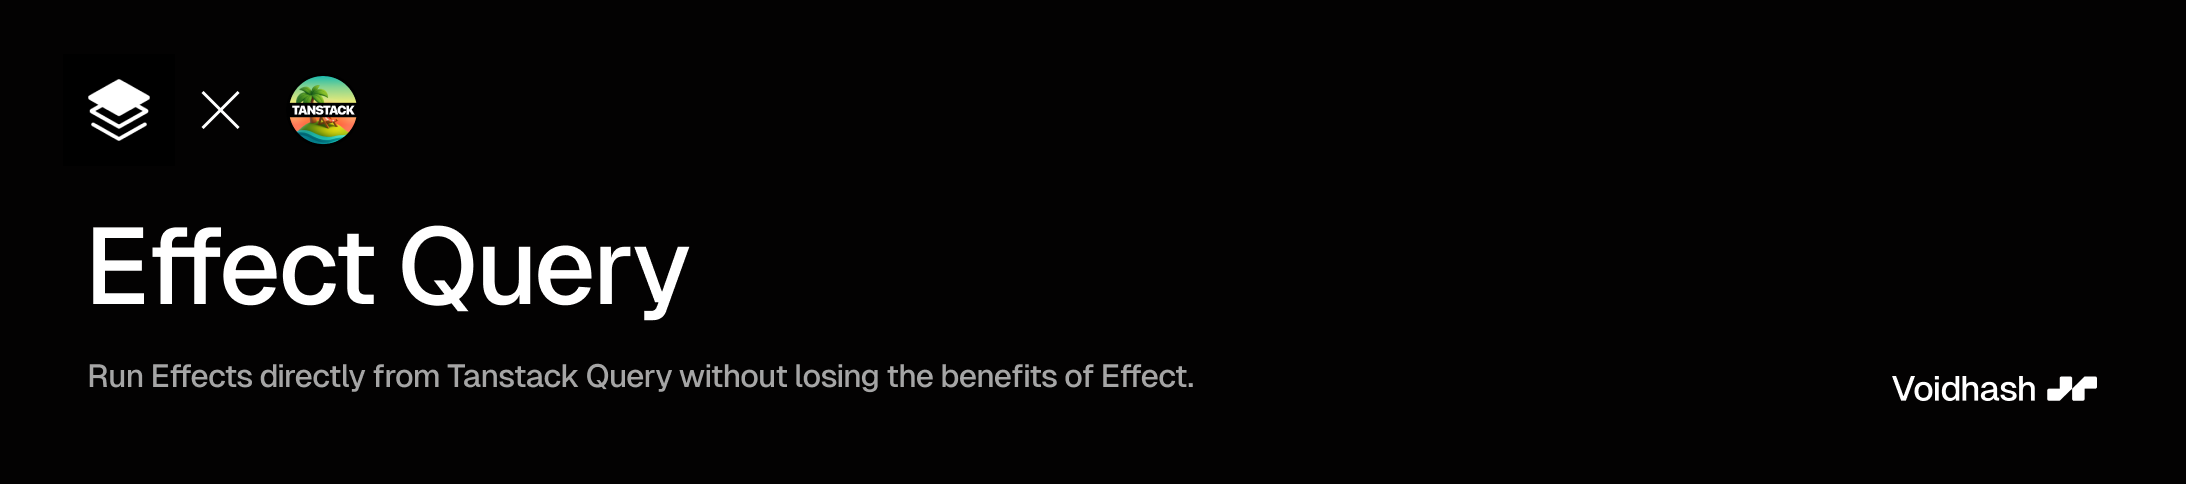 TANSTACK
Effect Query
Run Effects directly from Tanstack Query without losing the benefits of Effect.
Voidhash